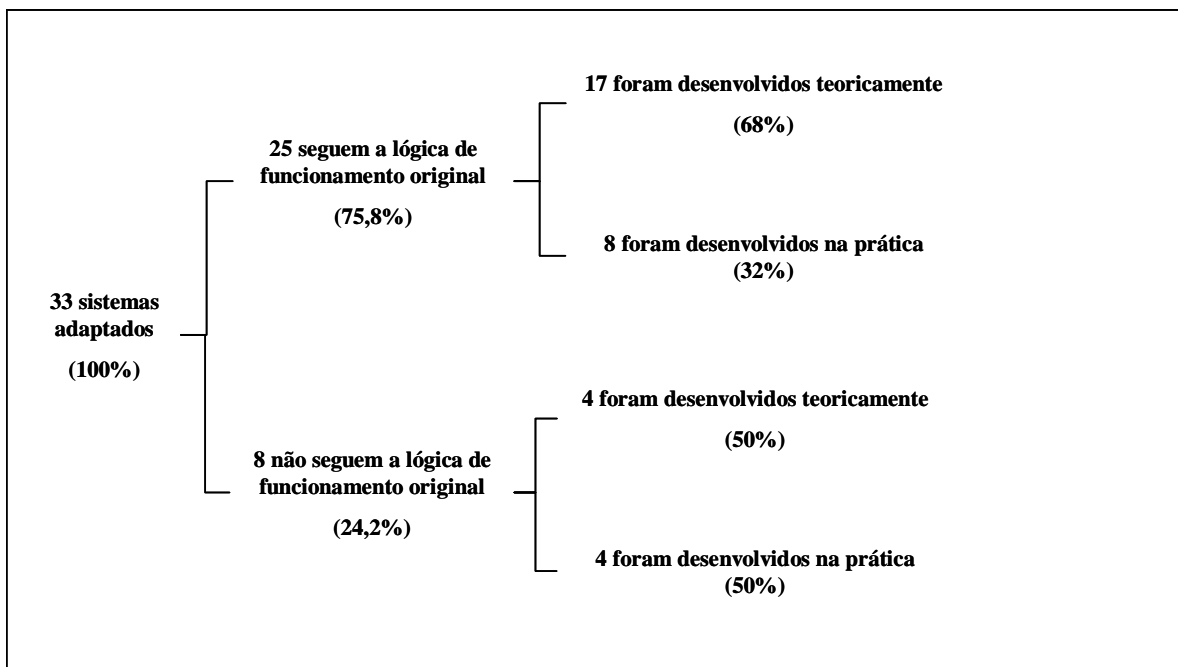 17 foram desenvolvidos teoricamente
(68%)
25 seguem a lógica de
funcionamento original
(75,8%)
8 foram desenvolvidos na prática
(32%)
33 sistemas
adaptados
(100%)
4 foram desenvolvidos teoricamente
(50%)
8 não seguem a lógica de
funcionamento original
(24,2%)
4 foram desenvolvidos na prática
(50%)